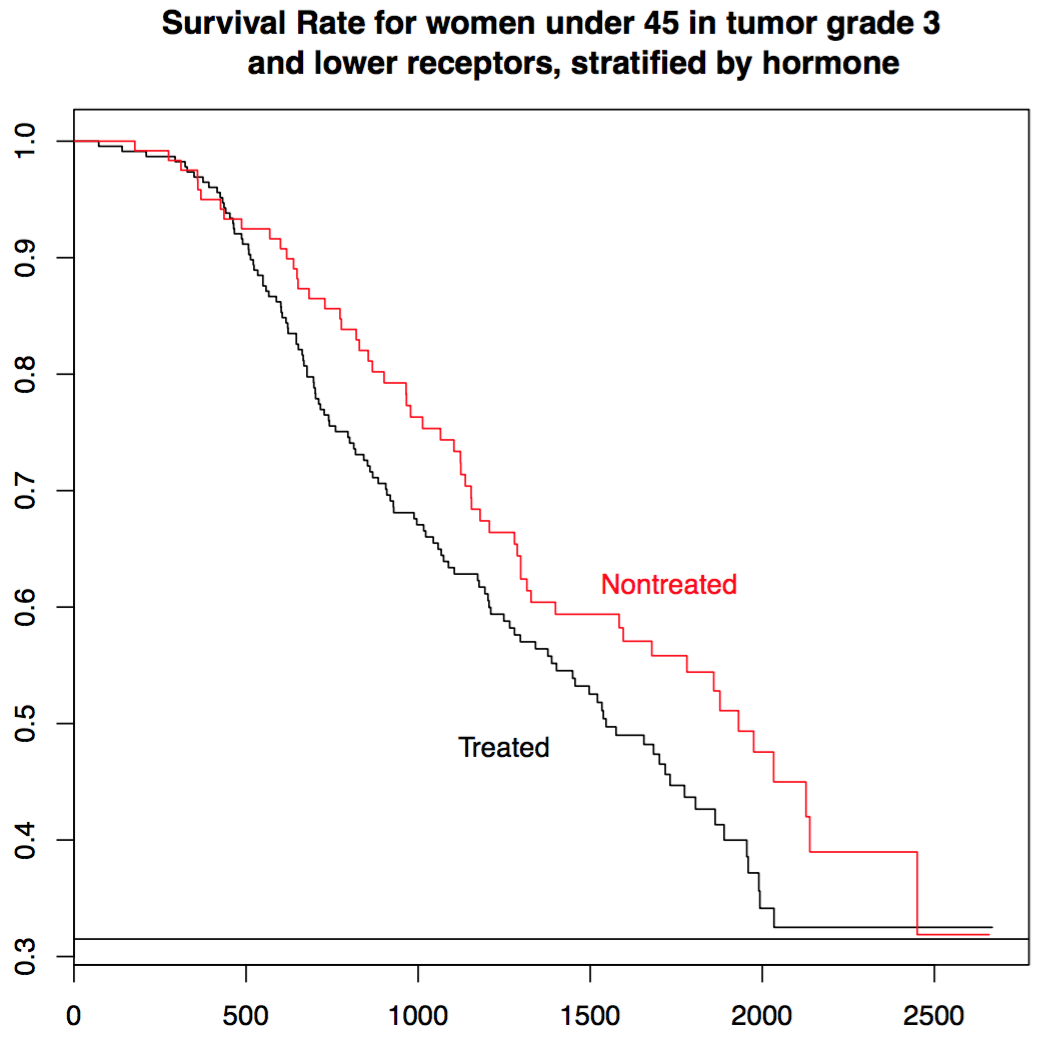 Survival Rate for women under 45 in tumor grade 3
and lower receptors, stratified by hormone
1.0
0.9
0.8
0.7
0.6
0.5
0.4
0.3
Nontreated
Treated
0 500 1000 1500 2000 2500